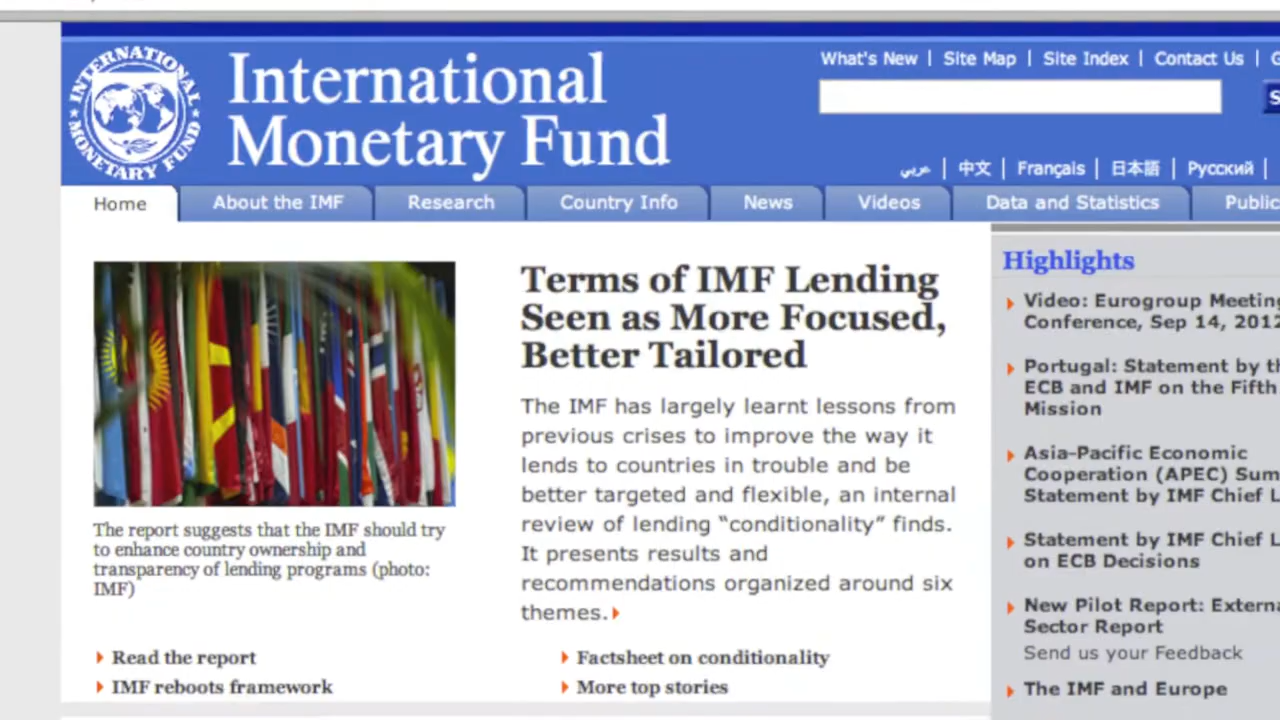 INTERNATIONAL MONETARY FUND
International
Monetary Fund
What's New | Site Map | Site Index | Contact Us |
عربي | 中文 | Français | 日本語 | Русский |
Home
About the IMF
Research
Country Info
News
Videos
Data and Statistics
Public
Terms of IMF Lending
Seen as More Focused,
Better Tailored
The IMF has largely learnt lessons from
previous crises to improve the way it
lends to countries in trouble and be
better targeted and flexible, an internal
review of lending “conditionality” finds.
It presents results and
recommendations organized around six
themes.
The report suggests that the IMF should try
to enhance country ownership and
transparency of lending programs (photo:
IMF)
Read the report
IMF reboots framework
Factsheet on conditionality
More top stories
Highlights
Video: Eurogroup Meeting
Conference, Sep 14, 2012
Portugal: Statement by th
ECB and IMF on the Fifth
Mission
Asia-Pacific Economic
Cooperation (APEC) Sum
Statement by IMF Chief L
Statement by IMF Chief L
on ECB Decisions
New Pilot Report: Externa
Sector Report
Send us your Feedback
The IMF and Europe